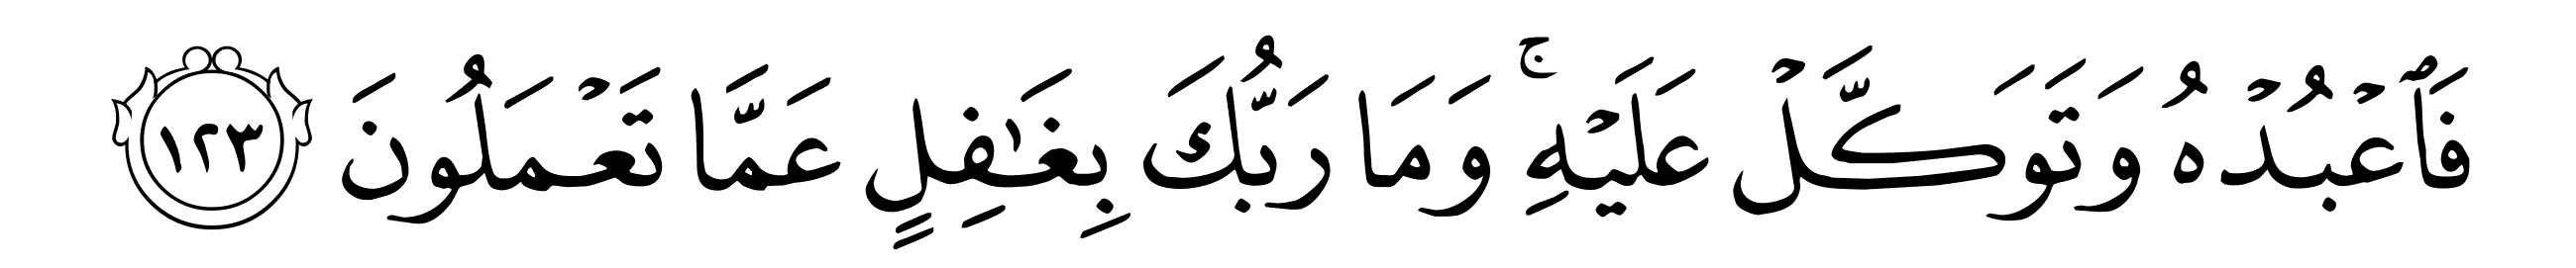 فَٱعۡبُدۡهُ وَتَوَكَّلۡ عَلَيۡهِۚ وَمَا رَبُّكَ بِغَٰفِلٍ عَمَّا تَعۡمَلُونَ ١٢٣